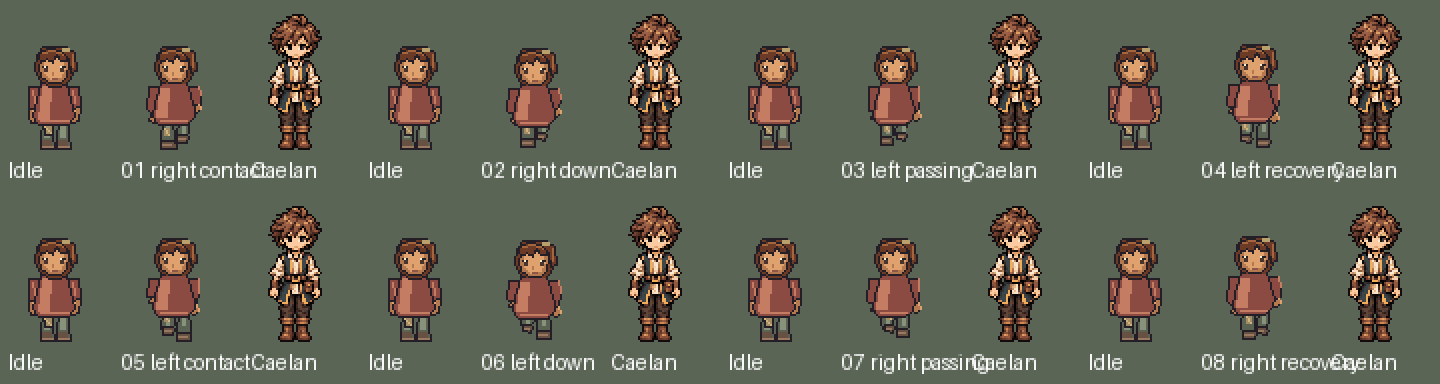 Idle 01 right contact Caelan Idle 02 right down Caelan Idle 03 left passing Caelan Idle 04 left recovery Caelan
Idle 05 left contact Caelan Idle 06 left down Caelan Idle 07 right passing Caelan Idle 08 right recovery Caelan